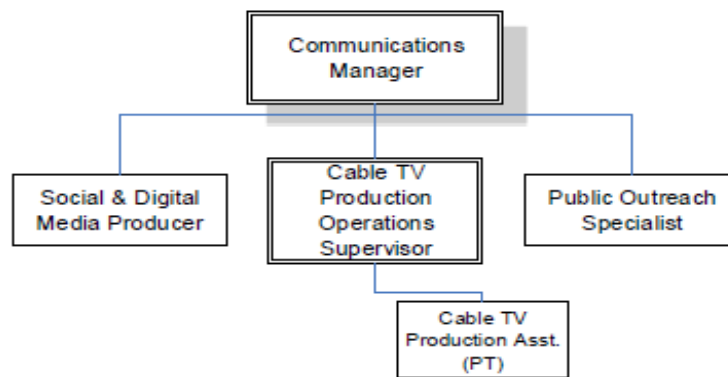 Communications
Manager
Social & Digital
Media Producer
Cable TV
Production
Operations
Supervisor
Public Outreach
Specialist
Cable TV
Production Asst.
(PT)